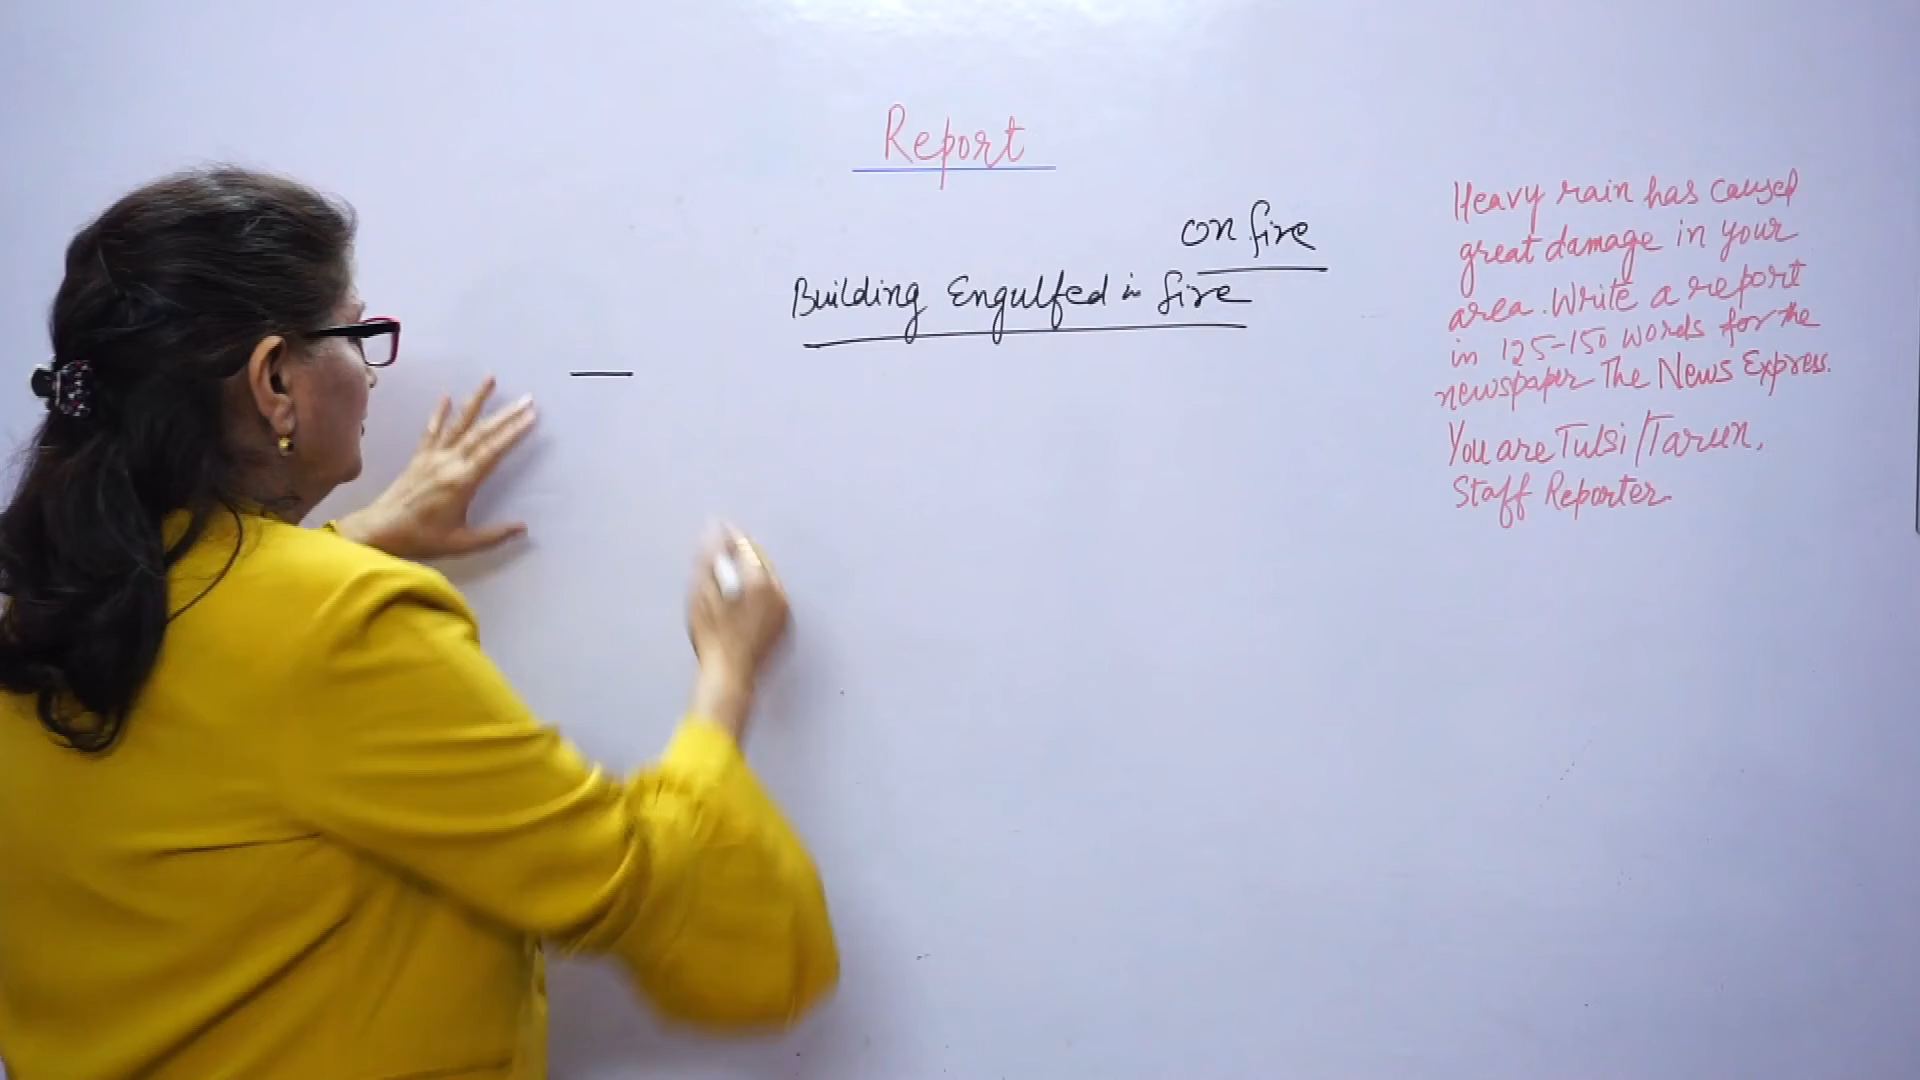 Report
on fire
Building Engulfed in fire
Heavy rain has caused
great damage in your
area. Write a report
in 125-150 words for the
newspaper The News Express.
You are Tulsi/Tarun,
Staff Reporter